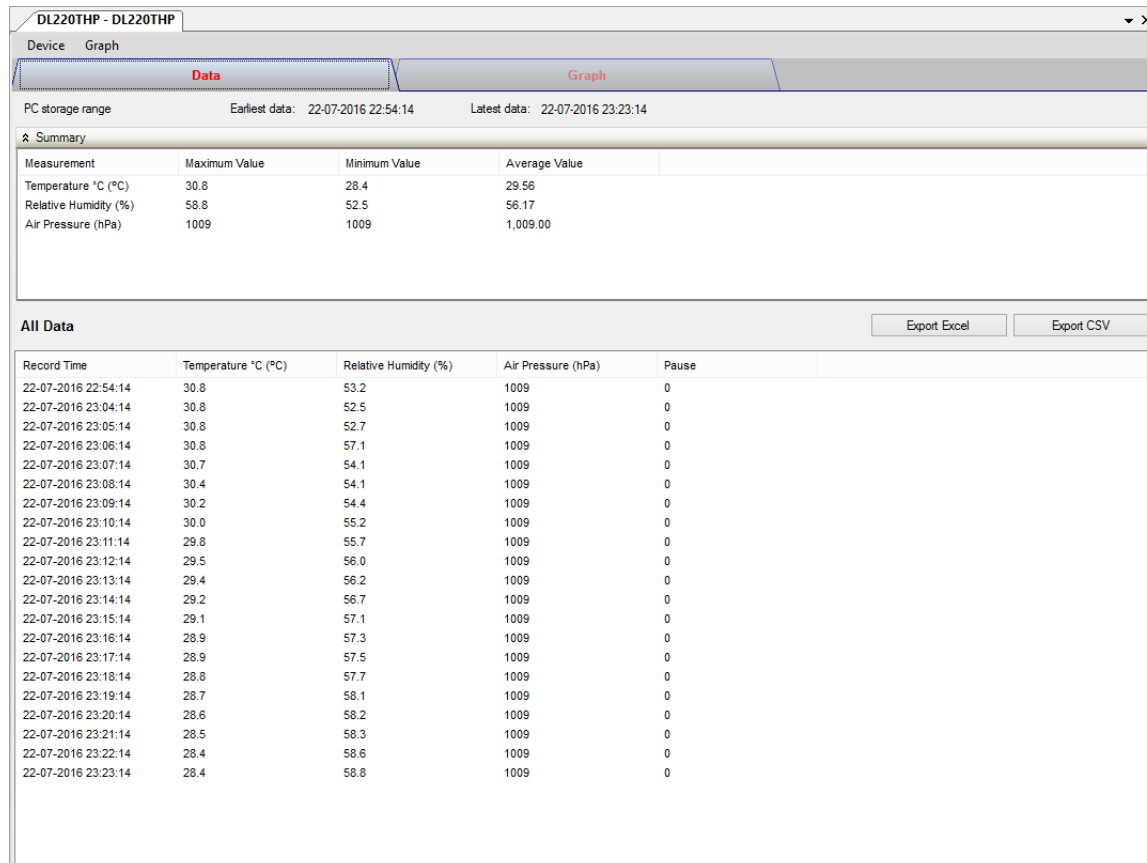 DL220THP - DL220THP
Device Graph
Data Graph
PC storage range Earliest data: 22-07-2016 22:54:14 Latest data: 22-07-2016 23:23:14
Summary
Measurement Maximum Value Minimum Value Average Value
Temperature °C (ºC) 30.8 28.4 29.56
Relative Humidity (%) 58.8 52.5 56.17
Air Pressure (hPa) 1009 1009 1,009.00
All Data Export Excel Export CSV
Record Time Temperature °C (ºC) Relative Humidity (%) Air Pressure (hPa) Pause
22-07-2016 22:54:14 30.8 53.2 1009 0
22-07-2016 23:04:14 30.8 52.5 1009 0
22-07-2016 23:05:14 30.8 52.7 1009 0
22-07-2016 23:06:14 30.8 57.1 1009 0
22-07-2016 23:07:14 30.7 54.1 1009 0
22-07-2016 23:08:14 30.4 54.1 1009 0
22-07-2016 23:09:14 30.2 54.4 1009 0
22-07-2016 23:10:14 30.0 55.2 1009 0
22-07-2016 23:11:14 29.8 55.7 1009 0
22-07-2016 23:12:14 29.5 56.0 1009 0
22-07-2016 23:13:14 29.4 56.2 1009 0
22-07-2016 23:14:14 29.2 56.7 1009 0
22-07-2016 23:15:14 29.1 57.1 1009 0
22-07-2016 23:16:14 28.9 57.3 1009 0
22-07-2016 23:17:14 28.9 57.5 1009 0
22-07-2016 23:18:14 28.8 57.7 1009 0
22-07-2016 23:19:14 28.7 58.1 1009 0
22-07-2016 23:20:14 28.6 58.2 1009 0
22-07-2016 23:21:14 28.5 58.3 1009 0
22-07-2016 23:22:14 28.4 58.6 1009 0
22-07-2016 23:23:14 28.4 58.8 1009 0